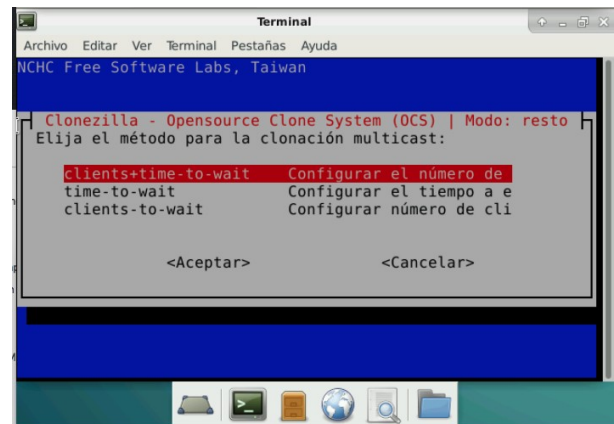 Terminal
Archivo Editar Ver Terminal Pestañas Ayuda
NCHC Free Software Labs, Taiwan
Clonezilla - Opensource Clone System (OCS) | Modo: resto
Elija el método para la clonación multicast:
clients+time-to-wait Configurar el número de
time-to-wait Configurar el tiempo a e
clients-to-wait Configurar número de cli
<Aceptar> <Cancelar>